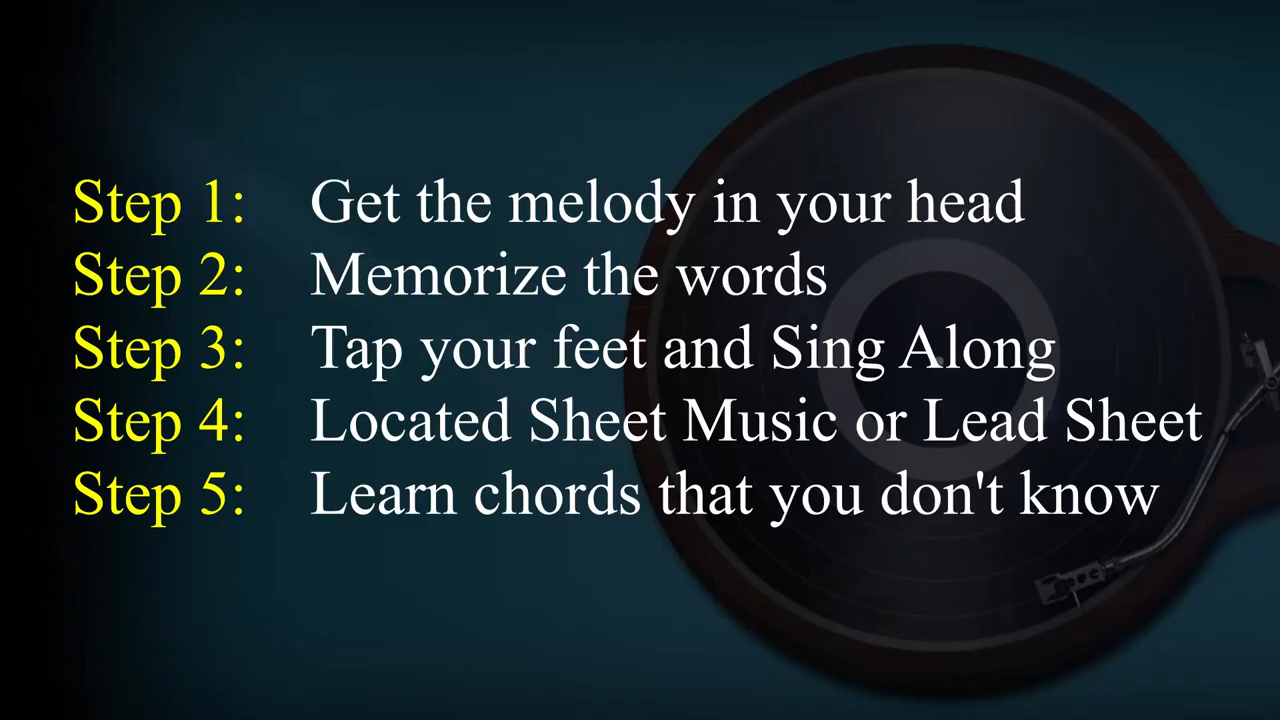 Step 1: Get the melody in your head
Step 2: Memorize the words
Step 3: Tap your feet and Sing Along
Step 4: Located Sheet Music or Lead Sheet
Step 5: Learn chords that you don't know